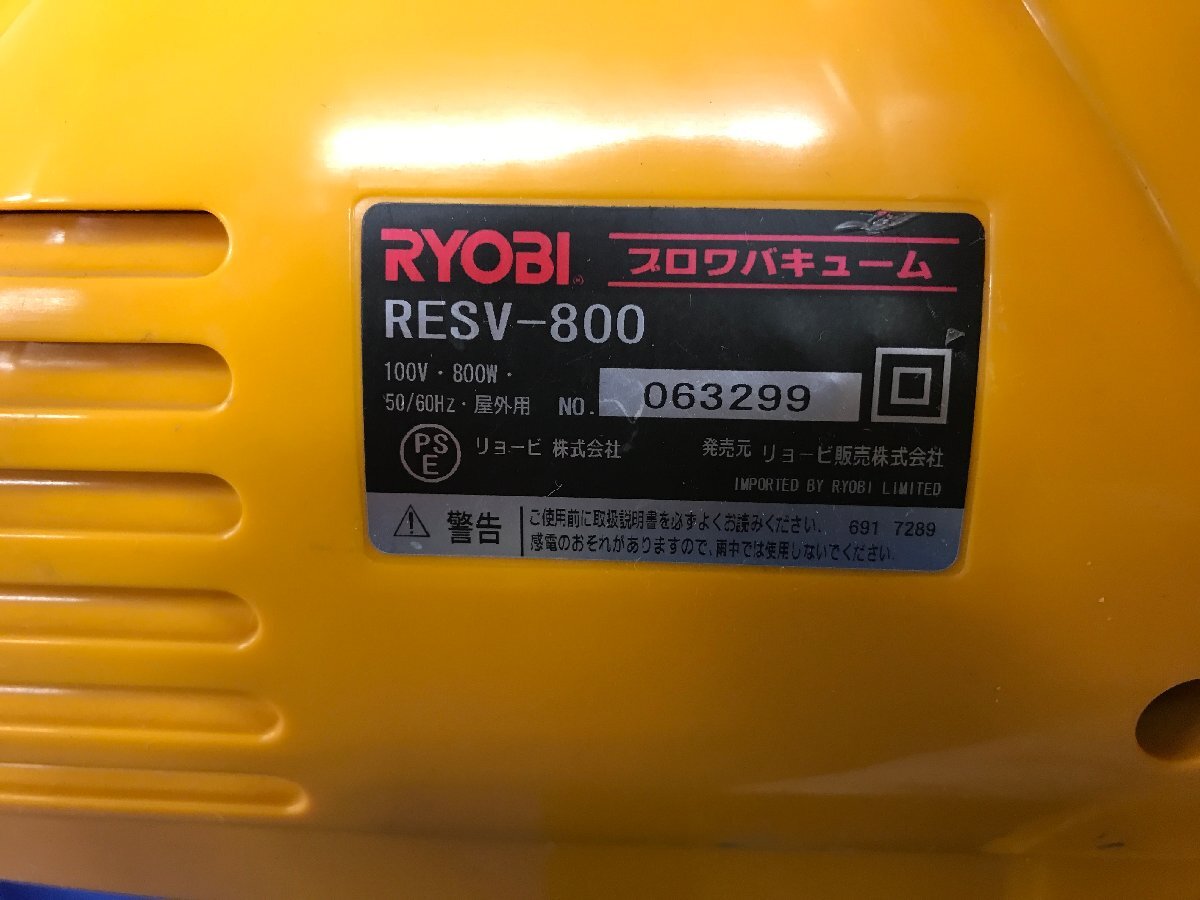 RYOBI® ブロワバキューム
RESV-800
100V・800W・
50/60Hz・屋外用 NO. 063299
PS
E
リョービ 株式会社 発売元 リョービ販売株式会社
IMPORTED BY RYOBI LIMITED
警告 ご使用前に取扱説明書を必ずよくお読みください. 691 7289
感電のおそれがありますので、雨中では使用しないでください.